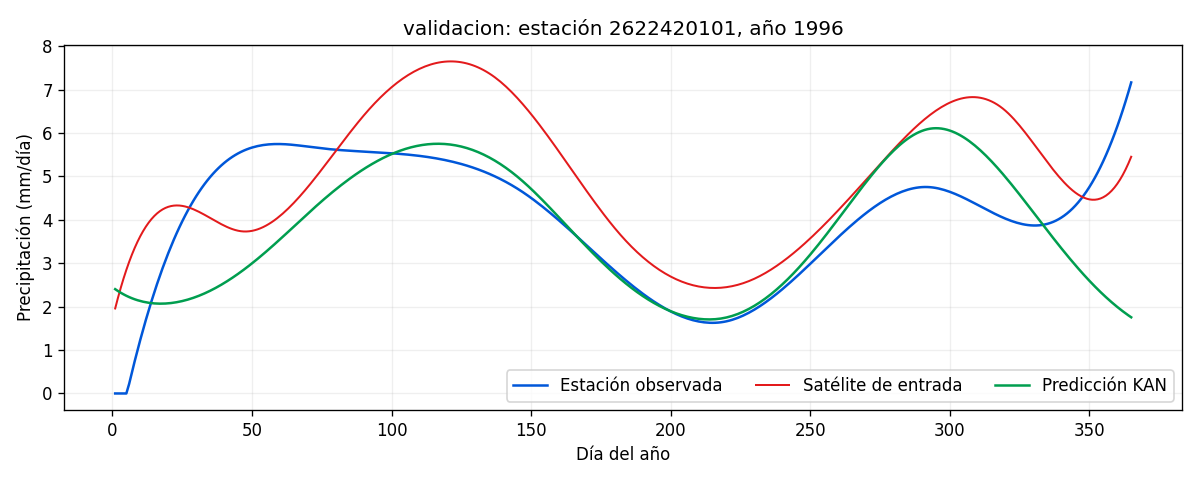 validacion: estación 2622420101, año 1996
Precipitación (mm/día)
8
7
6
5
4
3
2
1
0
Estación observada
Satélite de entrada
Predicción KAN
0
50
100
150
200
250
300
350
Día del año